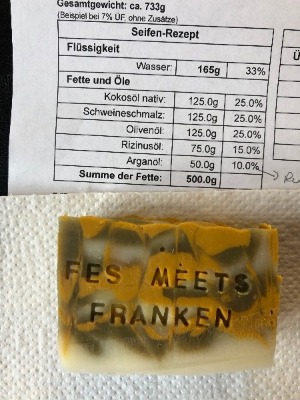 Gesamtgewicht: ca. 733g
(Beispiel bei 7% ÜF, ohne Zusätze)
Seifen-Rezept
Flüssigkeit
Wasser: 165g 33%
Fette und Öle
Kokosöl nativ: 125.0g 25.0%
Schweineschmalz: 125.0g 25.0%
Olivenöl: 125.0g 25.0%
Rizinusöl: 75.0g 15.0%
Arganöl: 50.0g 10.0%
Summe der Fette: 500.0g
FES MEETS
FRANKEN